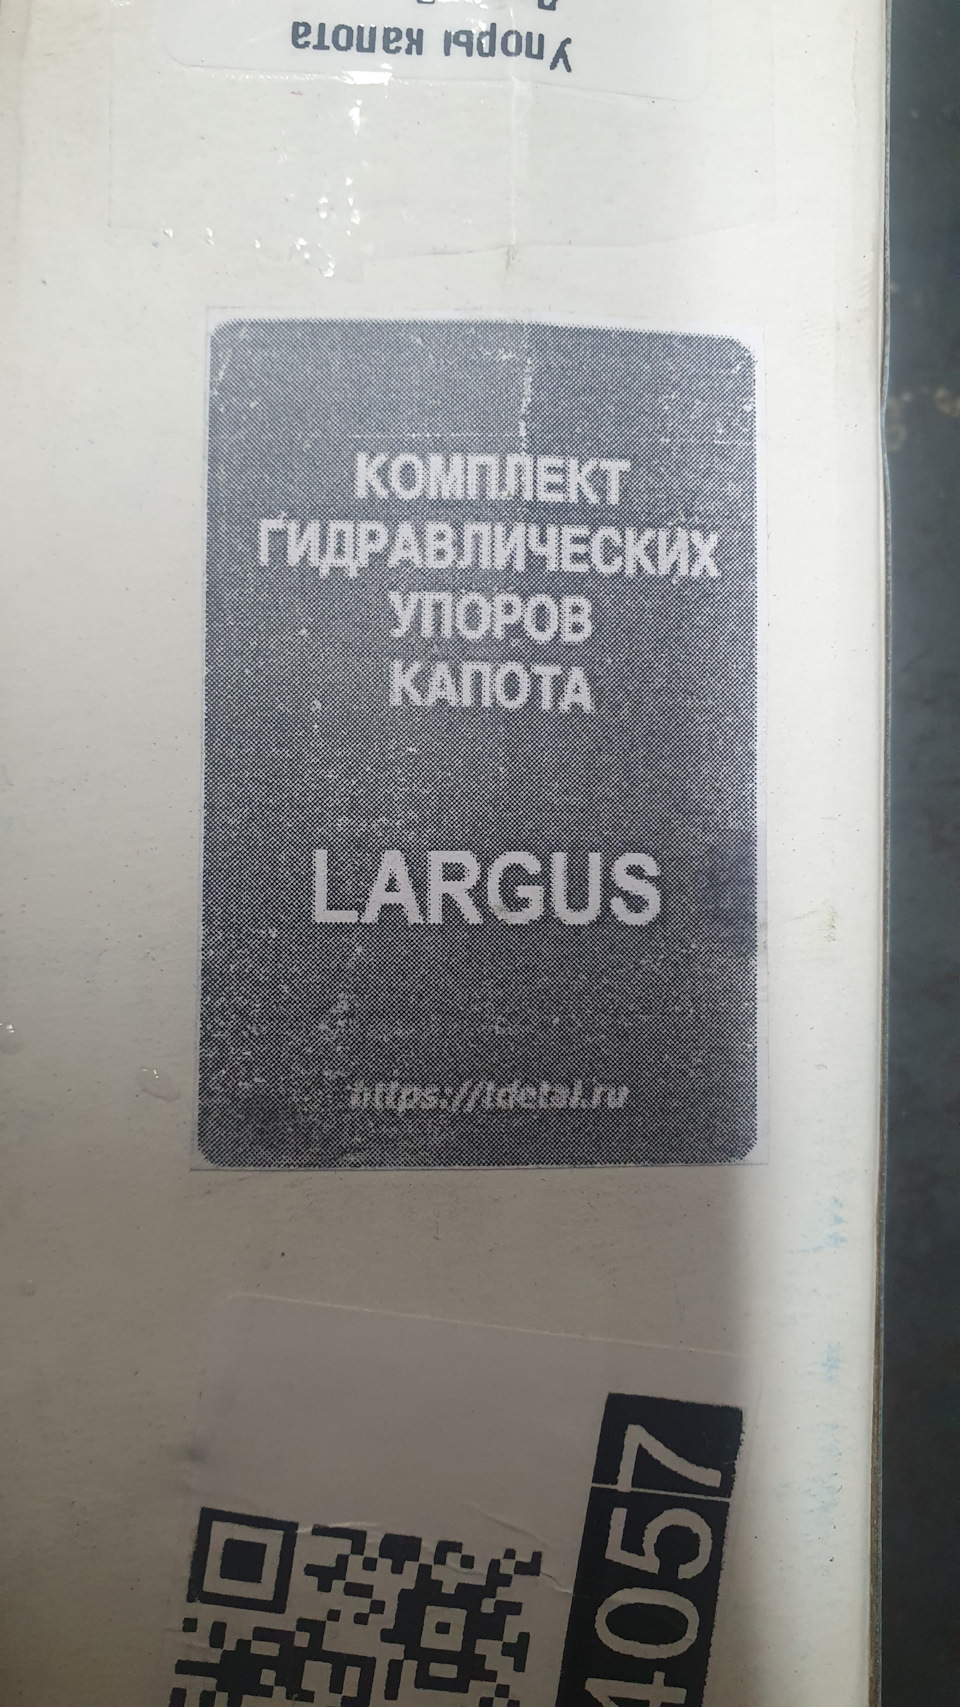 Упоры капота
КОМПЛЕКТ
ГИДРАВЛИЧЕСКИХ
УПОРОВ
КАПОТА
LARGUS
https://tdetal.ru
4057